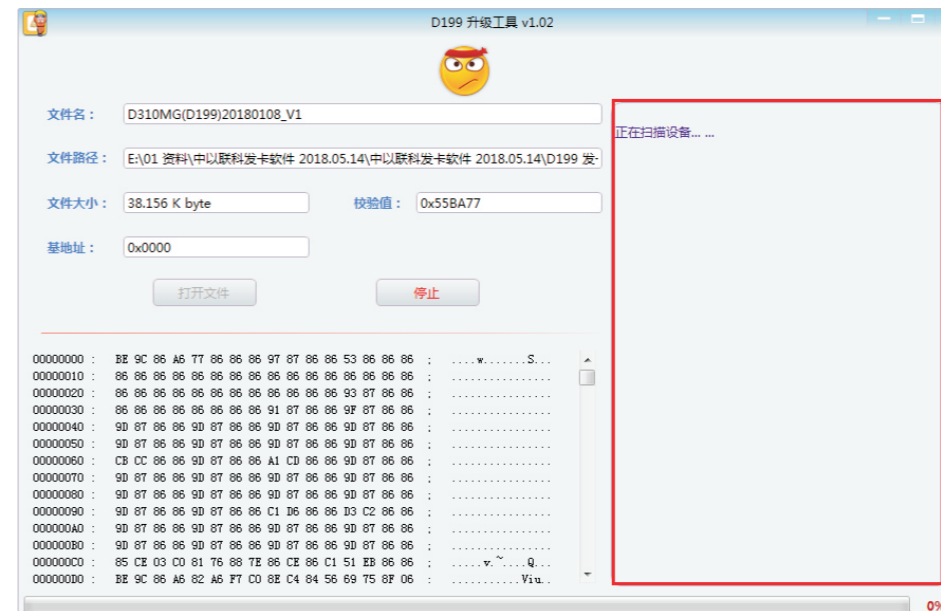 D199 升级工具 v1.02
文件名： D310MG(D199)20180108_V1
正在扫描设备... ...
文件路径： E:\01 资料\中以联科发卡软件 2018.05.14\中以联科发卡软件 2018.05.14\D199 发-
文件大小： 38.156 K byte 校验值： 0x55BA77
基地址： 0x0000
打开文件 停止
00000000 : BE 9C 86 A6 77 86 86 86 97 87 86 86 53 86 86 86 ; ....w.......S...
00000010 : 86 86 86 86 86 86 86 86 86 86 86 86 86 86 86 86 ; ................
00000020 : 86 86 86 86 86 86 86 86 86 86 86 86 93 87 86 86 ; ................
00000030 : 86 86 86 86 86 86 86 86 91 87 86 86 9F 87 86 86 ; ................
00000040 : 9D 87 86 86 9D 87 86 86 9D 87 86 86 9D 87 86 86 ; ................
00000050 : 9D 87 86 86 9D 87 86 86 9D 87 86 86 9D 87 86 86 ; ................
00000060 : CB CC 86 86 9D 87 86 86 A1 CD 86 86 9D 87 86 86 ; ................
00000070 : 9D 87 86 86 9D 87 86 86 9D 87 86 86 9D 87 86 86 ; ................
00000080 : 9D 87 86 86 9D 87 86 86 9D 87 86 86 9D 87 86 86 ; ................
00000090 : 9D 87 86 86 9D 87 86 86 C1 D6 86 86 D3 C2 86 86 ; ................
000000A0 : 9D 87 86 86 9D 87 86 86 9D 87 86 86 9D 87 86 86 ; ................
000000B0 : 9D 87 86 86 9D 87 86 86 9D 87 86 86 9D 87 86 86 ; ................
000000C0 : 85 CE 03 C0 81 76 88 7E 86 CE 86 C1 51 EB 86 86 ; .....v.~....Q...
000000D0 : BE 9C 86 A6 82 A6 F7 C0 8E C4 84 56 69 75 8F 06 : ...........Viu..
0%